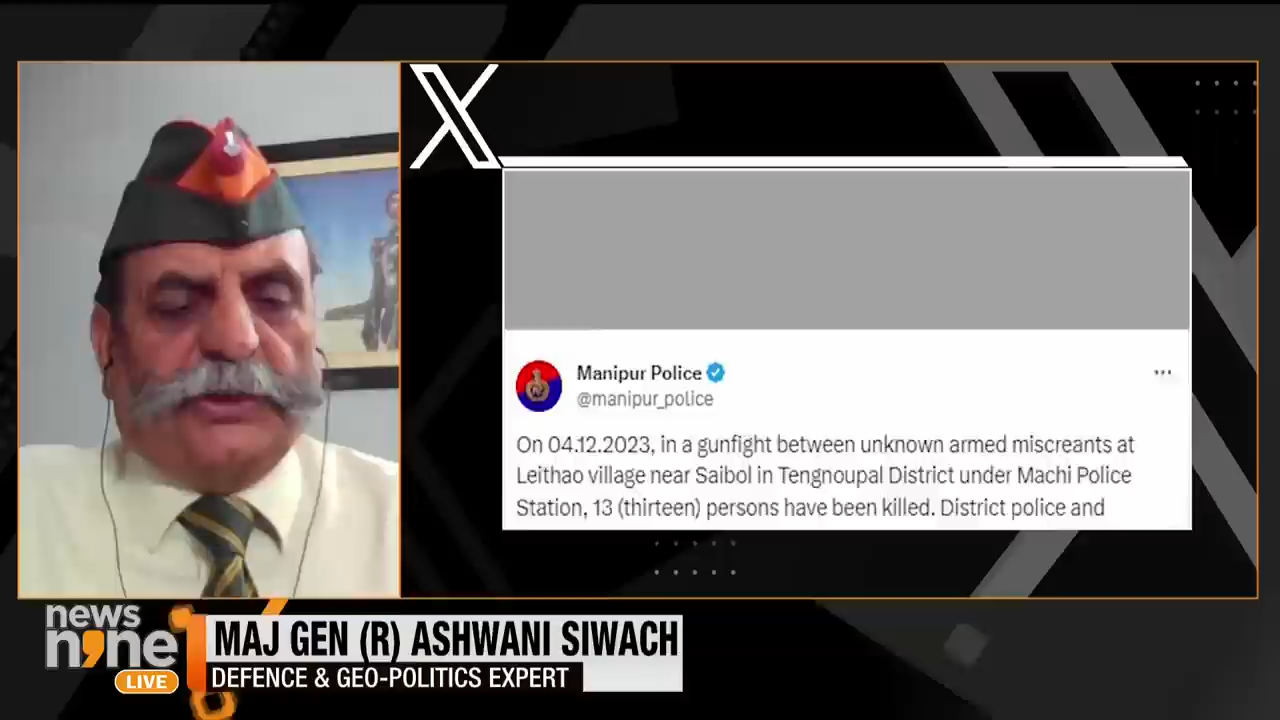 X
Manipur Police
@manipur_police
On 04.12.2023, in a gunfight between unknown armed miscreants at
Leithao village near Saibol in Tengnoupal District under Machi Police
Station, 13 (thirteen) persons have been killed. District police and
news
nine
LIVE
MAJ GEN (R) ASHWANI SIWACH
DEFENCE & GEO-POLITICS EXPERT